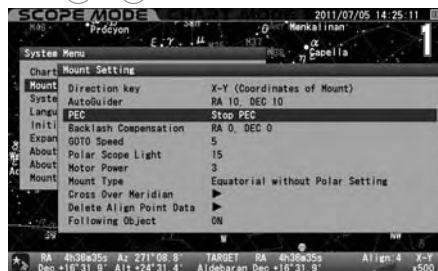 SCOPE MODE
2011/07/05 14:25:11
Procyon
Menkalinan
Capella
1
System Menu
Mount Setting
Chart
Mount
Syste
Langu
Initi
Expan
About
About
Mount
Direction key X-Y (Coordinates of Mount)
AutoGuider RA 10, DEC 10
PEC Stop PEC
Backlash Compensation RA 0, DEC 0
GOTO Speed 5
Polar Scope Light 15
Motor Power 3
Mount Type Equatorial without Polar Setting
Cross Over Meridian ▶
Delete Align Point Data ▶
Following Object ON
NW
RA 4h36m35s Az 271°08.8' TARGET RA 4h36m35s Align:4 X-Y
Dec +16°31.9' Alt +24°31.4' Aldebaran Dec +16°31.9' x500